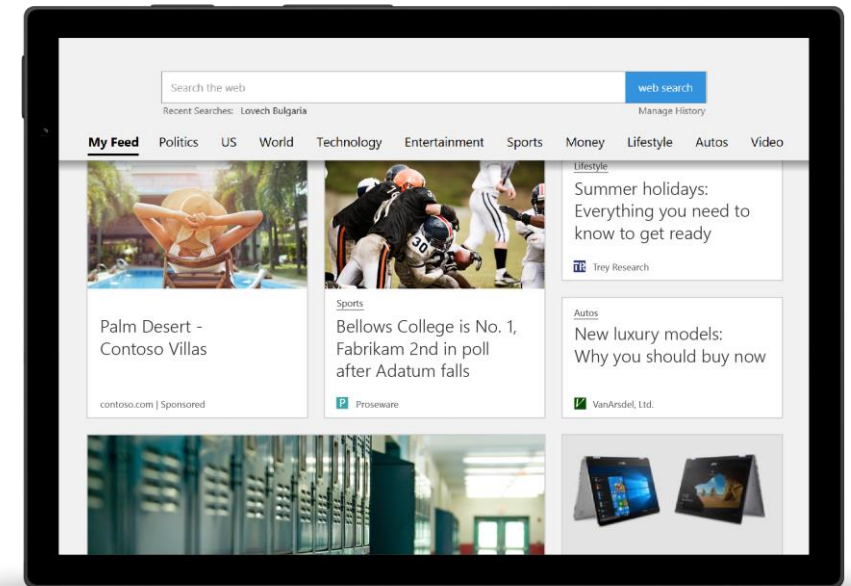 Search the web
web search
Recent Searches: Lovech Bulgaria
Manage History
My Feed Politics US World Technology Entertainment Sports Money Lifestyle Autos Video
Palm Desert -
Contoso Villas
contoso.com | Sponsored
Sports
Bellows College is No. 1,
Fabrikam 2nd in poll
after Adatum falls
P Proseware
Lifestyle
Summer holidays:
Everything you need to
know to get ready
TR Trey Research
Autos
New luxury models:
Why you should buy now
V VanArsdel, Ltd.
30